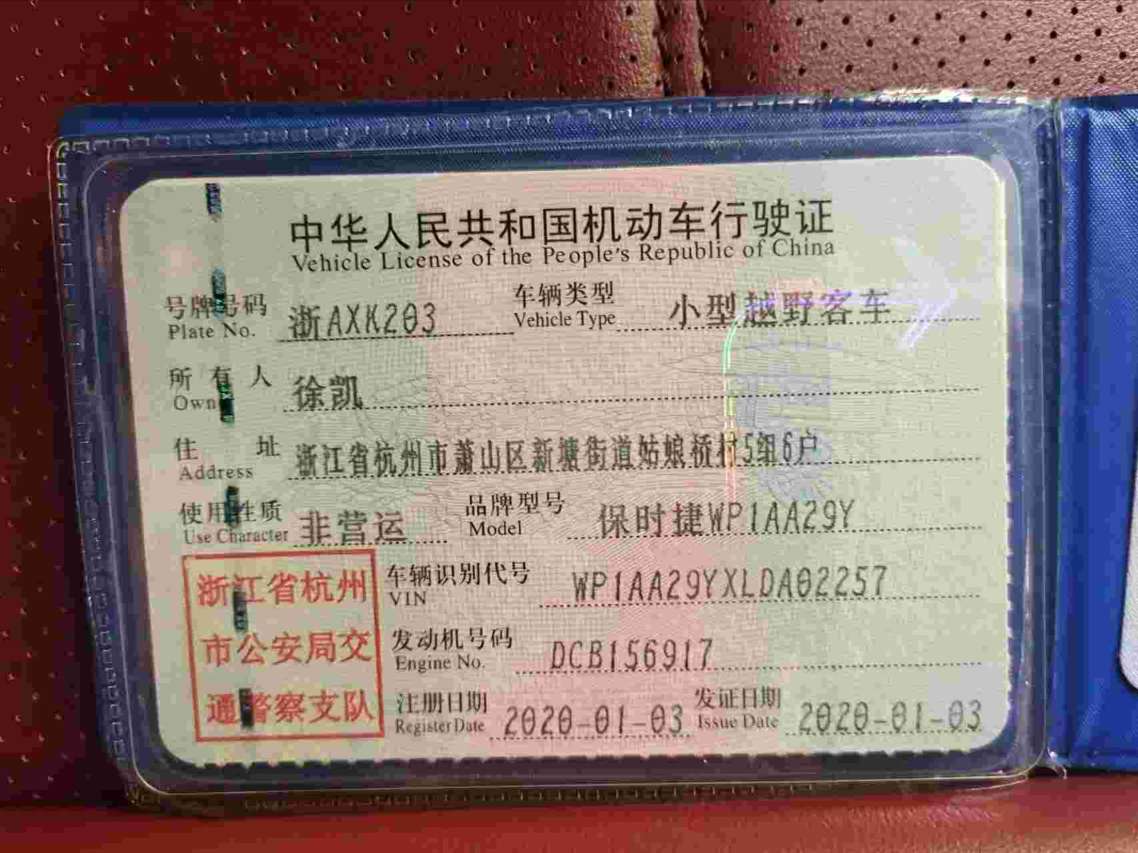 中华人民共和国机动车行驶证
Vehicle License of the People's Republic of China
号牌号码 浙AXK203 车辆类型 小型越野客车
Plate No. Vehicle Type
所有人 徐凯
Owner
住址 浙江省杭州市萧山区新塘街道姑娘桥村5组6户
Address
使用性质 非营运 品牌型号 保时捷WP1AA29Y
Use Character Model
浙江省杭州
市公安局交
通警察支队
车辆识别代号 WP1AA29YXLDA02257
VIN
发动机号码 DCB156917
Engine No.
注册日期 2020-01-03 发证日期 2020-01-03
Register Date Issue Date